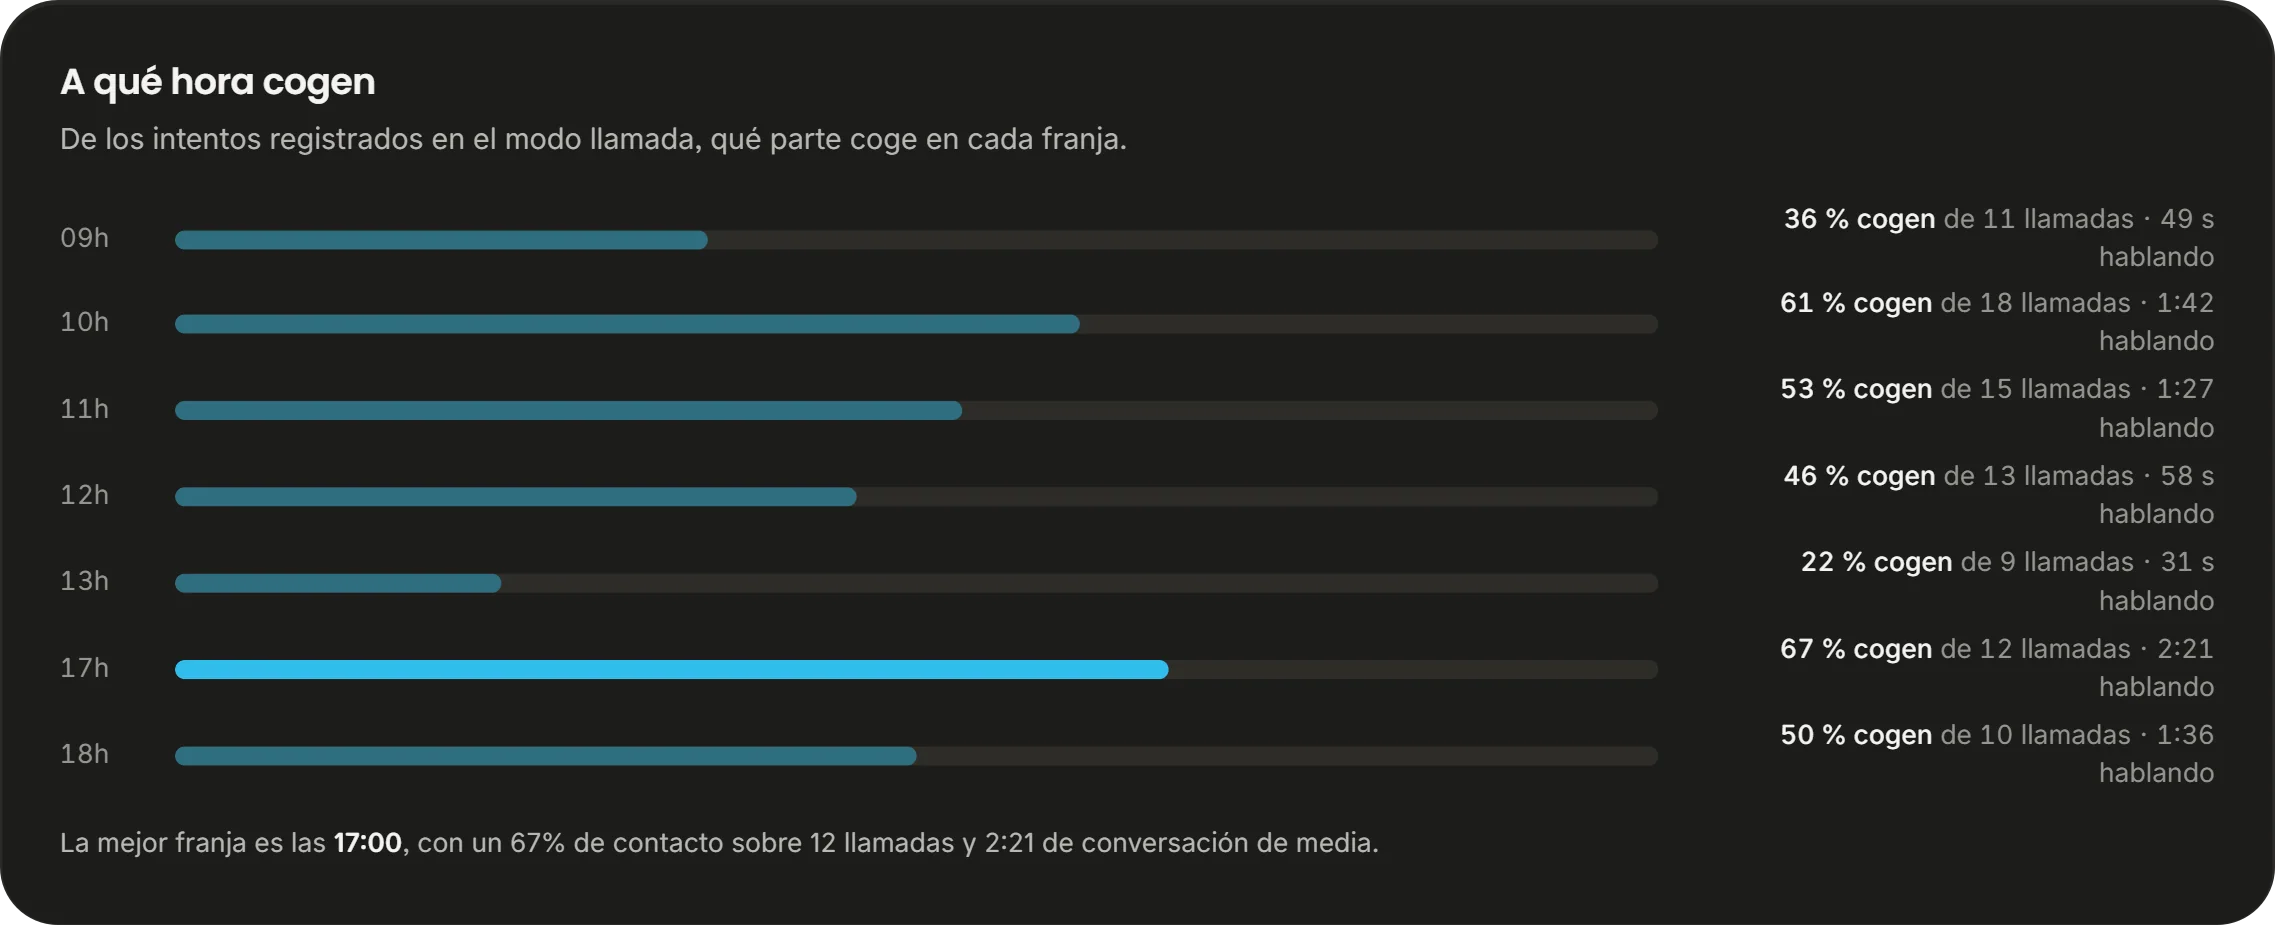 A qué hora cogen
De los intentos registrados en el modo llamada, qué parte coge en cada franja.
09h
36 % cogen de 11 llamadas · 49 s
hablando
10h
61 % cogen de 18 llamadas · 1:42
hablando
11h
53 % cogen de 15 llamadas · 1:27
hablando
12h
46 % cogen de 13 llamadas · 58 s
hablando
13h
22 % cogen de 9 llamadas · 31 s
hablando
17h
67 % cogen de 12 llamadas · 2:21
hablando
18h
50 % cogen de 10 llamadas · 1:36
hablando
La mejor franja es las 17:00, con un 67% de contacto sobre 12 llamadas y 2:21 de conversación de media.